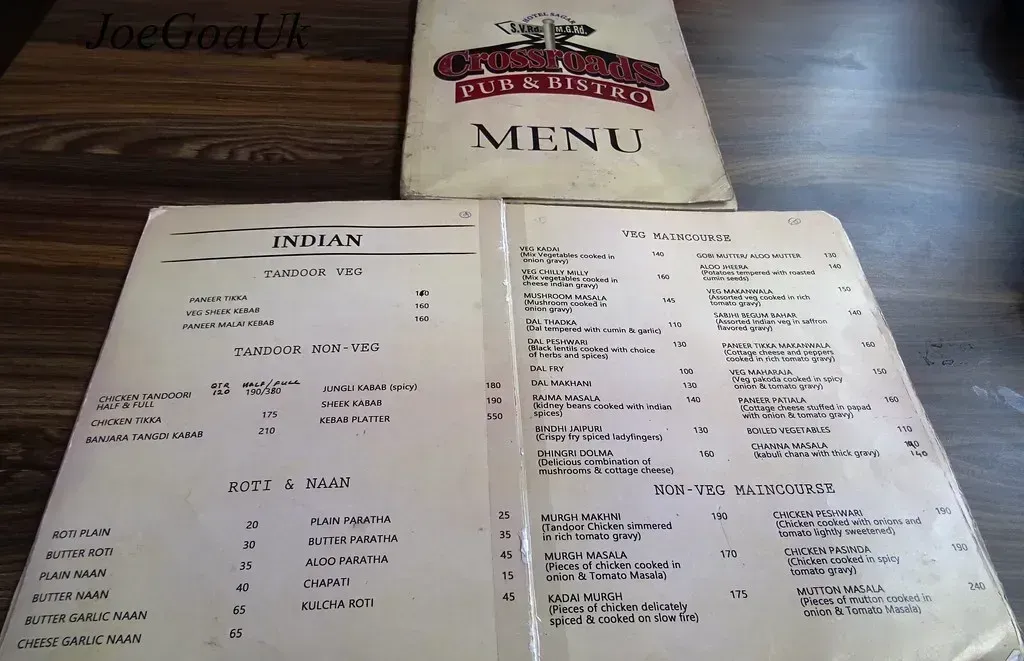 JoeGoaUk
HOTEL SAGAR
S.V.Rd. M.G.Rd.
Crossroads
PUB & BISTRO
MENU
INDIAN
TANDOOR VEG
PANEER TIKKA 160
VEG SHEEK KEBAB 160
PANEER MALAI KEBAB 160
TANDOOR NON-VEG
QTR HALF/FULL
CHICKEN TANDOORI 120 190/380
HALF & FULL
CHICKEN TIKKA 175
BANJARA TANGDI KABAB 210
JUNGLI KABAB (spicy) 180
SHEEK KABAB 190
KEBAB PLATTER 550
ROTI & NAAN
ROTI PLAIN 20
BUTTER ROTI 30
PLAIN NAAN 35
BUTTER NAAN 40
BUTTER GARLIC NAAN 65
CHEESE GARLIC NAAN 65
PLAIN PARATHA 25
BUTTER PARATHA 35
ALOO PARATHA 45
CHAPATI 15
KULCHA ROTI 45
VEG MAINCOURSE
VEG KADAI 140
(Mix Vegetables cooked in
onion gravy)
VEG CHILLY MILLY 160
(Mix vegetables cooked in
cheese indian gravy)
MUSHROOM MASALA 145
(Mushroom cooked in
onion gravy)
DAL THADKA 110
(Dal tempered with cumin & garlic)
DAL PESHWARI 130
(Black lentils cooked with choice
of herbs and spices)
DAL FRY 100
DAL MAKHANI 130
RAJMA MASALA 140
(kidney beans cooked with indian
spices)
BINDHI JAIPURI 130
(Crispy fry spiced ladyfingers)
DHINGRI DOLMA 160
(Delicious combination of
mushrooms & cottage cheese)
GOBI MUTTER/ ALOO MUTTER 130
ALOO JHEERA 140
(Potatoes tempered with roasted
cumin seeds)
VEG MAKANWALA 150
(Assorted veg cooked in rich
tomato gravy)
SABJHI BEGUM BAHAR 140
(Assorted Indian veg in saffron
flavored gravy)
PANEER TIKKA MAKANWALA 160
(Cottage cheese and peppers
cooked in rich tomato gravy)
VEG MAHARAJA 150
(Veg pakoda cooked in spicy
onion & tomato gravy)
PANEER PATIALA 160
(Cottage cheese stuffed in papad
with onion & tomato gravy)
BOILED VEGETABLES 110
CHANNA MASALA
(kabuli chana with thick gravy) 140
NON-VEG MAINCOURSE
MURGH MAKHNI 190
(Tandoor Chicken simmered
in rich tomato gravy)
MURGH MASALA 170
(Pieces of chicken cooked in
onion & Tomato Masala)
KADAI MURGH 175
(Pieces of chicken delicately
spiced & cooked on slow fire)
CHICKEN PESHWARI 190
(Chicken cooked with onions and
tomato lightly sweetened)
CHICKEN PASINDA 190
(Chicken cooked in spicy
tomato gravy)
MUTTON MASALA 240
(Pieces of mutton cooked in
onion & Tomato Masala)